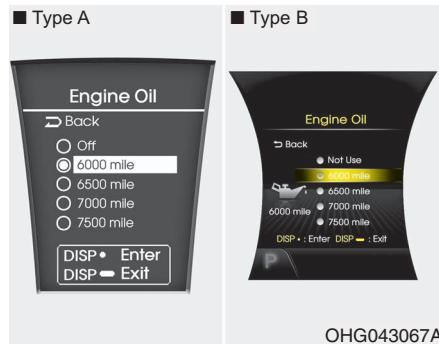 ■ Type A
Engine Oil
Back
Off
6000 mile
6500 mile
7000 mile
7500 mile
DISP • Enter
DISP Exit
■ Type B
Engine Oil
Back
Not Use
6000 mile
6500 mile
7000 mile
7500 mile
6000 mile
DISP • : Enter DISP : Exit
P
OHG043067A